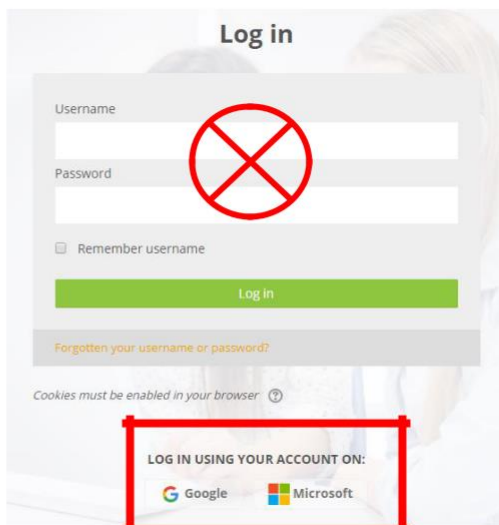 Log in
Username
Password
Remember username
Log in
Forgotten your username or password?
Cookies must be enabled in your browser ?
LOG IN USING YOUR ACCOUNT ON:
Google Microsoft